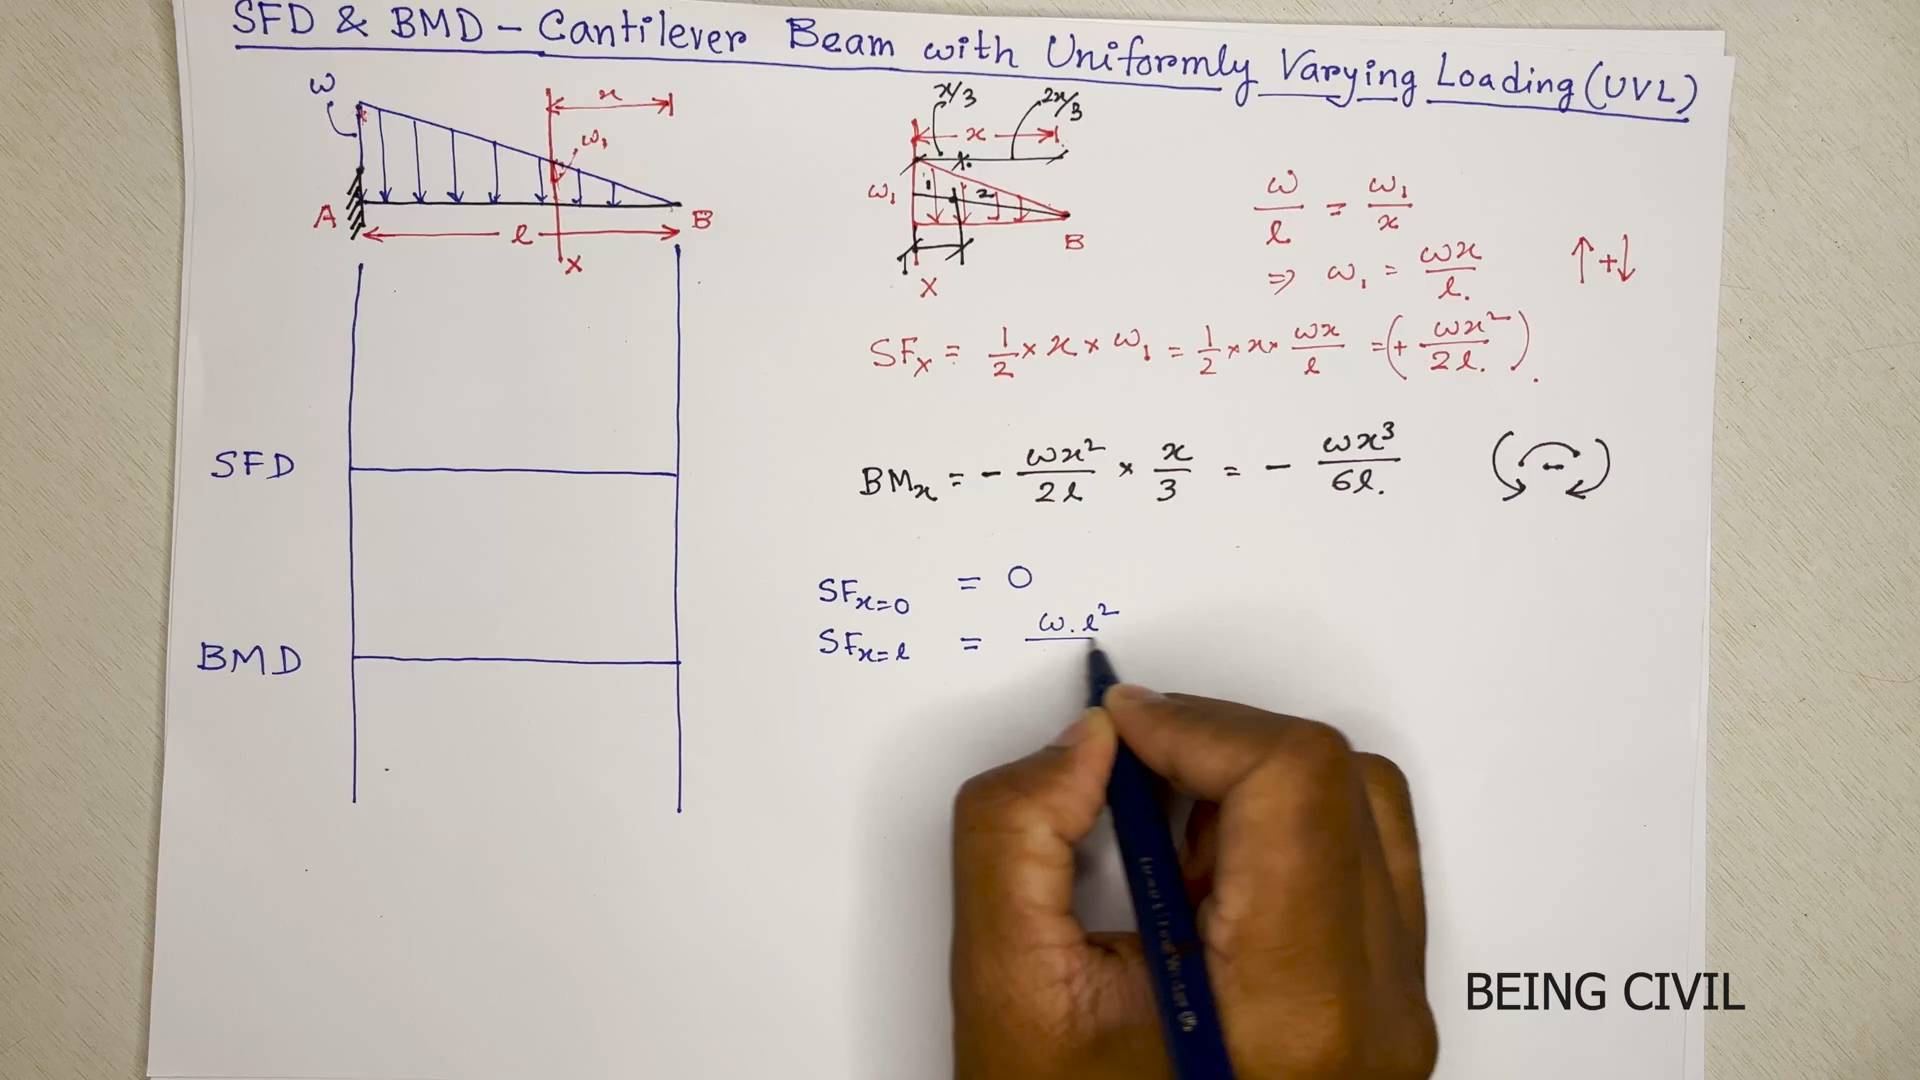 SFD & BMD – Cantilever Beam with Uniformly Varying Loading (UVL)
ω
x
ω₁
A
B
l
X
x/3
2x/3
x
ω₁
1
2
B
X
ω/l = ω₁/x
⇒ ω₁ = ωx/l.
↑+↓
SFx = 1/2 × x × ω₁ = 1/2 × x × ωx/l = (+ ωx²/2l.).
BMx = - ωx²/2l × x/3 = - ωx³/6l.
SFx=0 = 0
SFx=l = ω.l²
SFD
BMD
BEING CIVIL